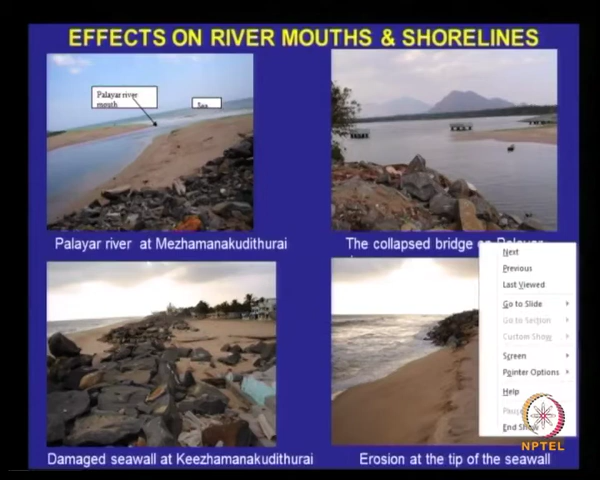 EFFECTS ON RIVER MOUTHS & SHORELINES
Palayar river
mouth
Sea
Palayar river at Mezhamanakudithurai
The collapsed bridge on Palayar
Damaged seawall at Keezhamanakudithurai
Erosion at the tip of the seawall
Next
Previous
Last Viewed
Go to Slide
Go to Section
Custom Show
Screen
Pointer Options
Help
End Show
NPTEL